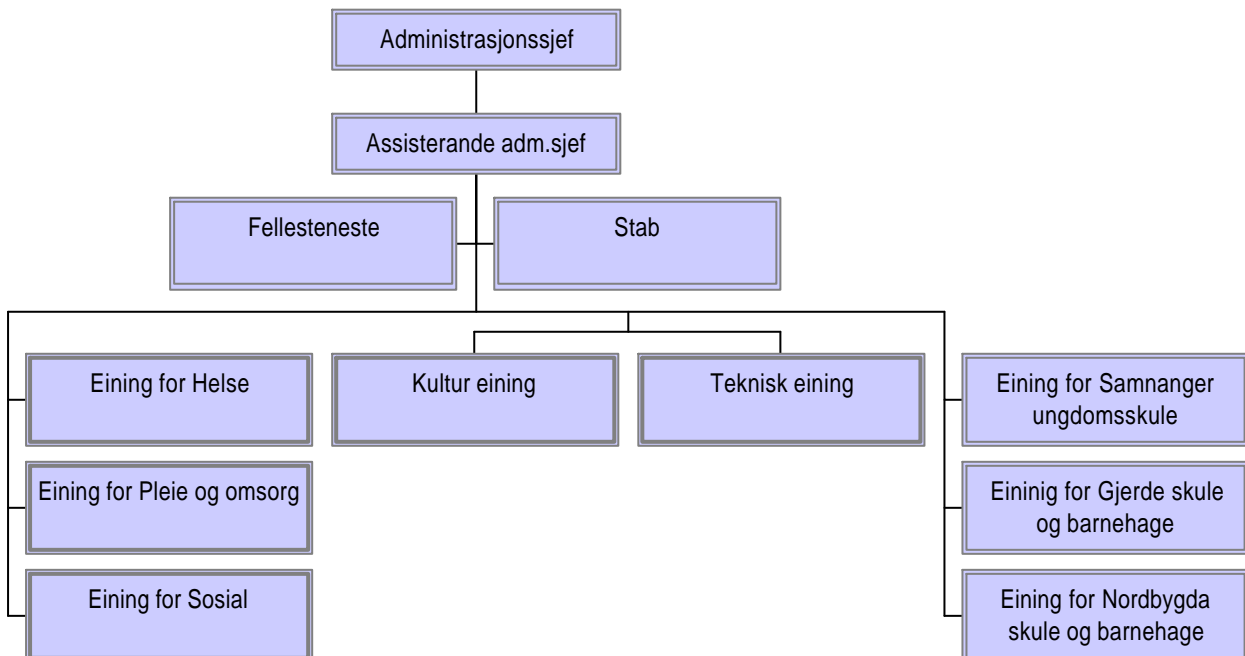 Administrasjonssjef
Assisterande adm.sjef
Fellesteneste
Stab
Eining for Helse
Kultur eining
Teknisk eining
Eining for Samnanger
ungdomsskule
Eining for Pleie og omsorg
Eininig for Gjerde skule
og barnehage
Eining for Sosial
Eining for Nordbygda
skule og barnehage